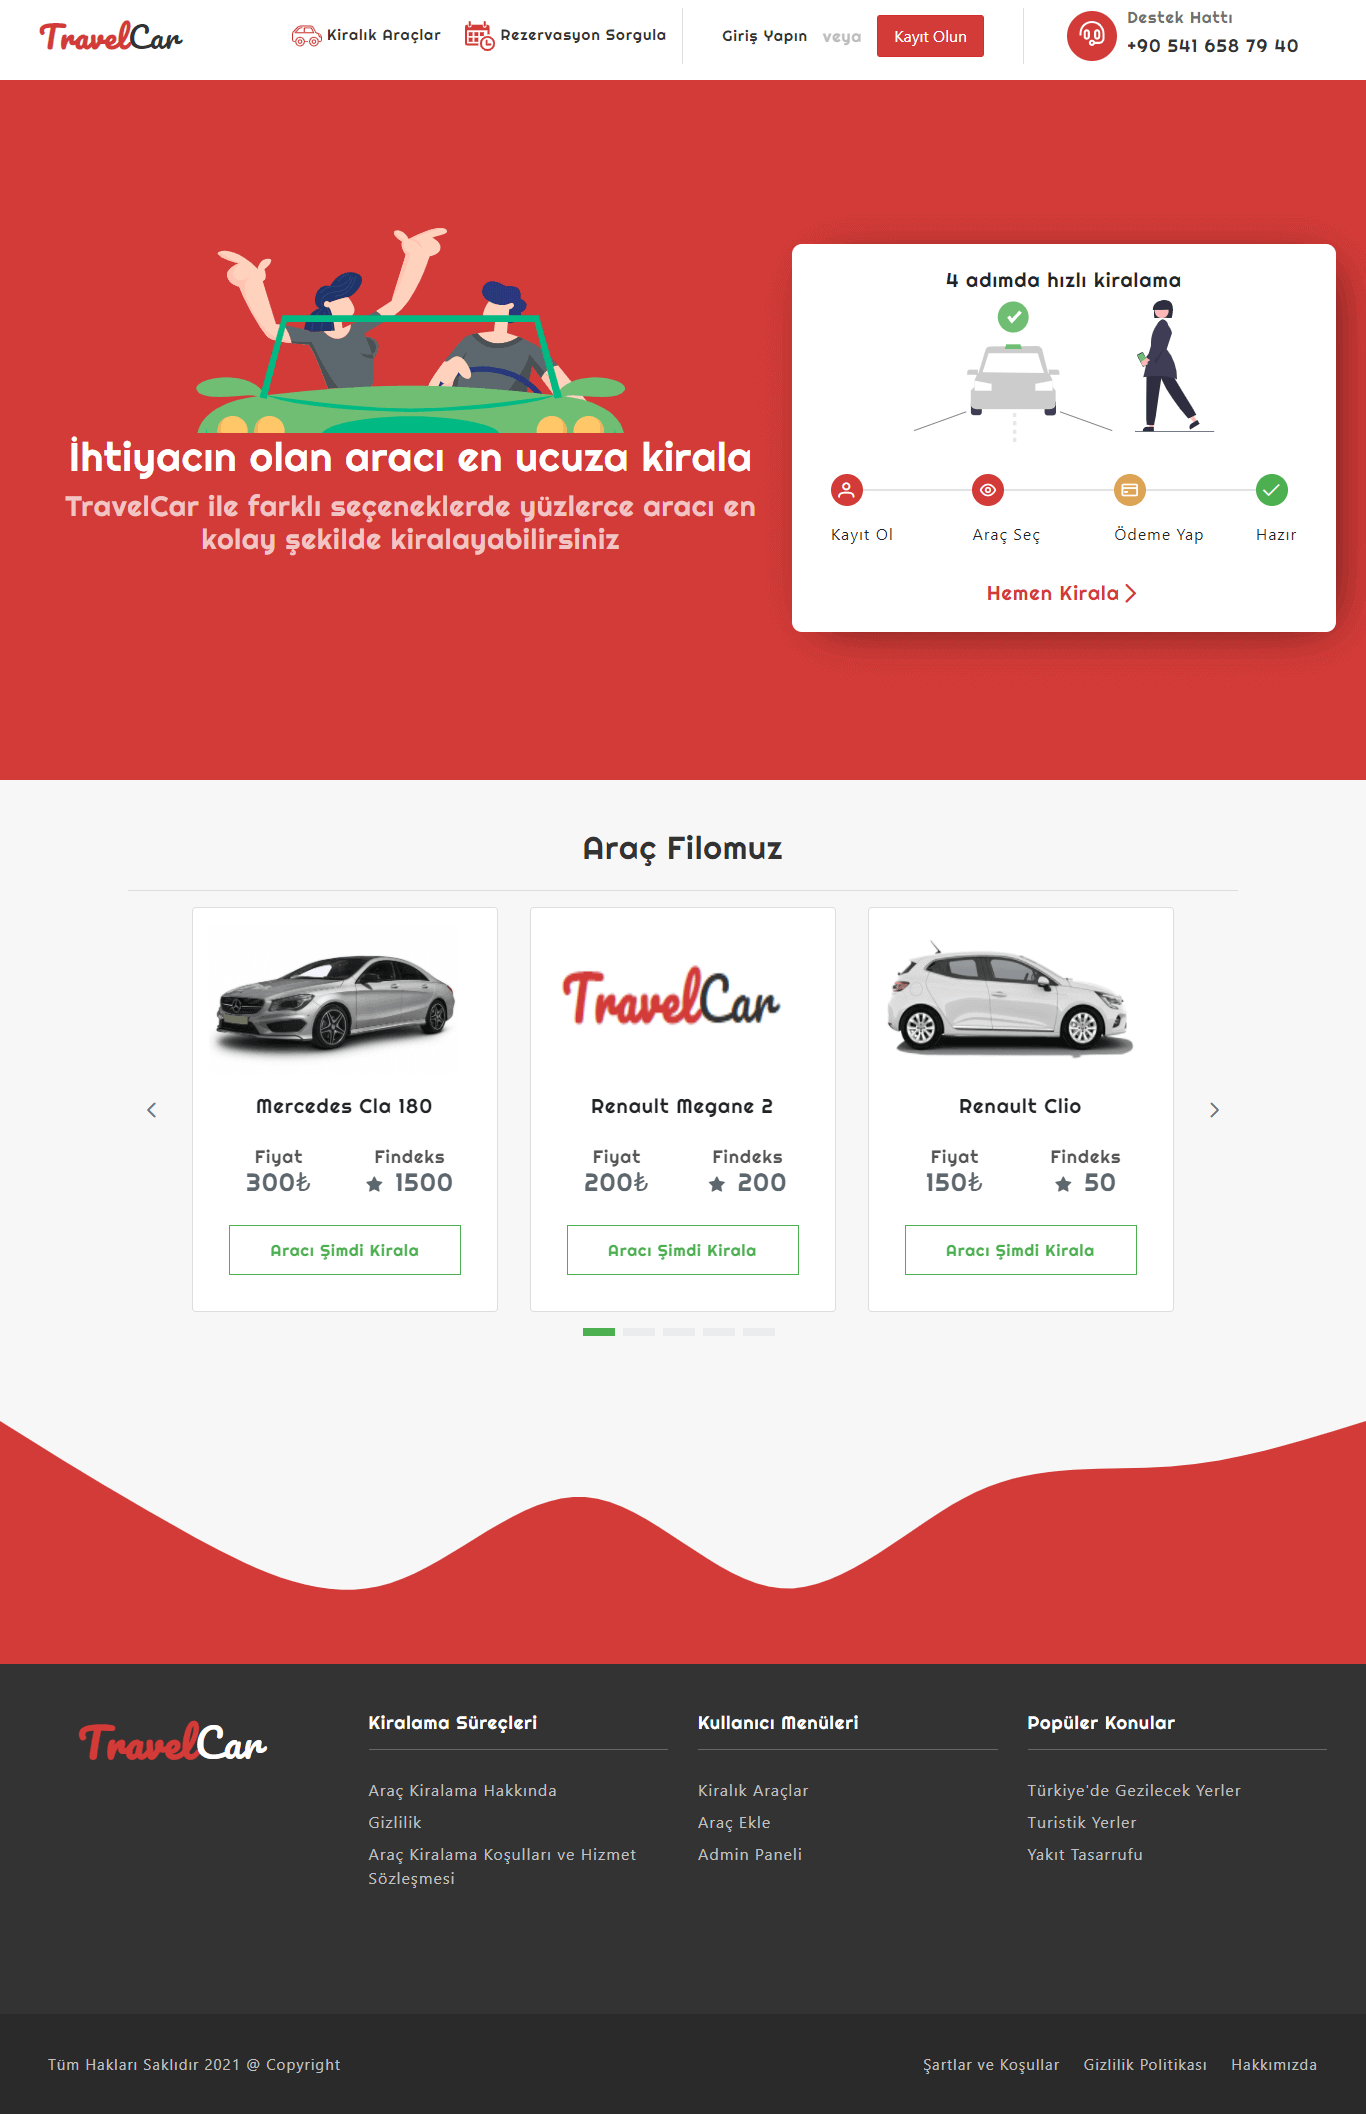 TravelCar
Kiralık Araçlar
Rezervasyon Sorgula
Giriş Yapın
veya
Kayıt Olun
Destek Hattı
+90 541 658 79 40
İhtiyacın olan aracı en ucuza kirala
TravelCar ile farklı seçeneklerde yüzlerce aracı en
kolay şekilde kiralayabilirsiniz
4 adımda hızlı kiralama
Kayıt Ol
Araç Seç
Ödeme Yap
Hazır
Hemen Kirala
Araç Filomuz
Mercedes Cla 180
Fiyat
Findeks
300₺
1500
Aracı Şimdi Kirala
TravelCar
Renault Megane 2
Fiyat
Findeks
200₺
200
Aracı Şimdi Kirala
Renault Clio
Fiyat
Findeks
150₺
50
Aracı Şimdi Kirala
TravelCar
Kiralama Süreçleri
Araç Kiralama Hakkında
Gizlilik
Araç Kiralama Koşulları ve Hizmet
Sözleşmesi
Kullanıcı Menüleri
Kiralık Araçlar
Araç Ekle
Admin Paneli
Popüler Konular
Türkiye'de Gezilecek Yerler
Turistik Yerler
Yakıt Tasarrufu
Tüm Hakları Saklıdır 2021 @ Copyright
Şartlar ve Koşullar
Gizlilik Politikası
Hakkımızda